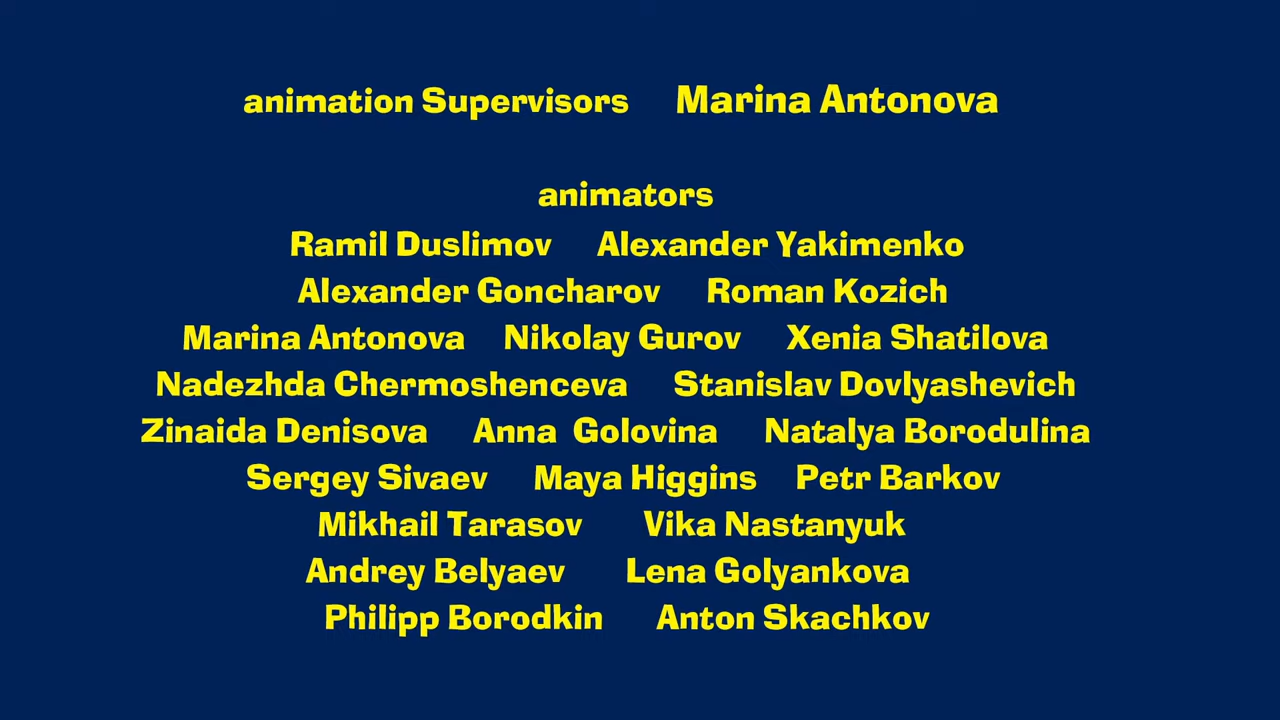 animation Supervisors Marina Antonova
animators
Ramil Duslimov Alexander Yakimenko
Alexander Goncharov Roman Kozich
Marina Antonova Nikolay Gurov Xenia Shatilova
Nadezhda Chermoshenceva Stanislav Dovlyashevich
Zinaida Denisova Anna Golovina Natalya Borodulina
Sergey Sivaev Maya Higgins Petr Barkov
Mikhail Tarasov Vika Nastanyuk
Andrey Belyaev Lena Golyankova
Philipp Borodkin Anton Skachkov